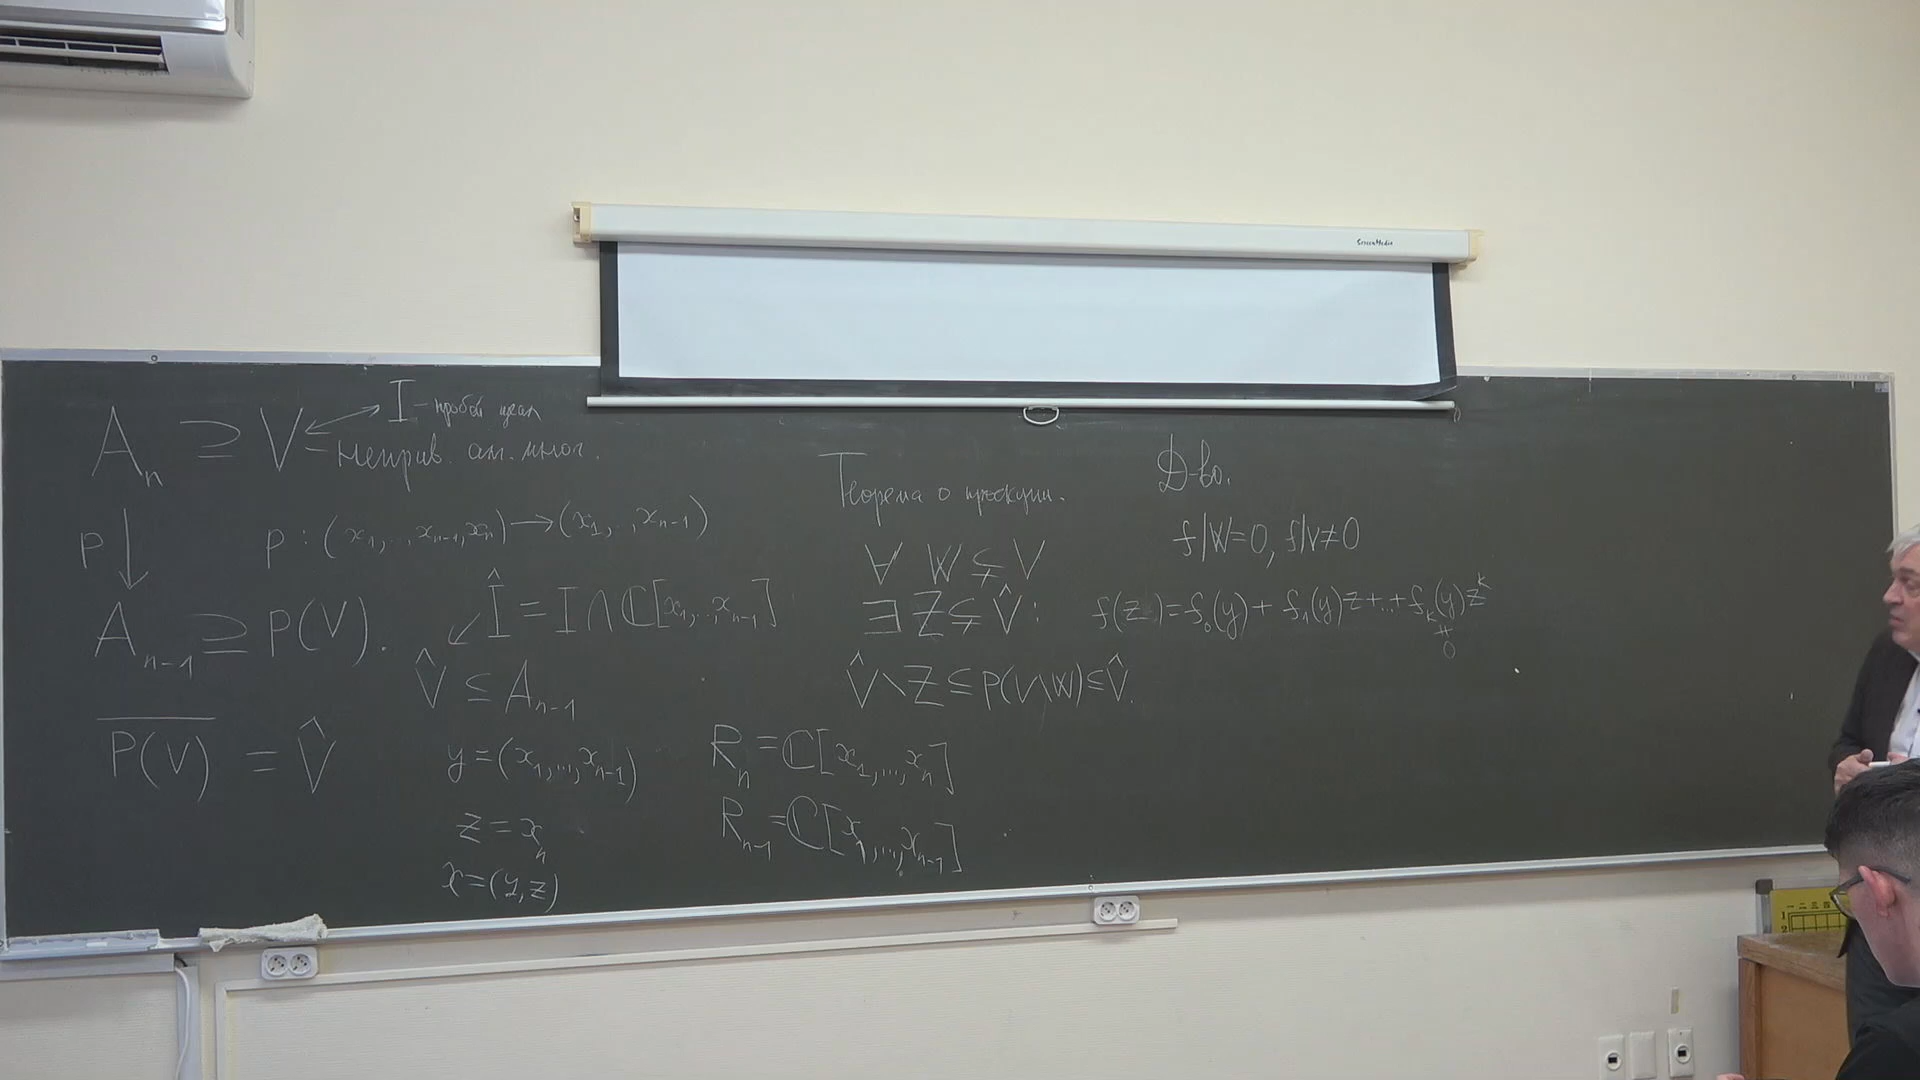 Aₙ ⊇ V ↔ I – простой идеал
– неприв. алг. мног.
p ↓ p : (x₁,...,xₙ₋₁,xₙ) → (x₁,..,xₙ₋₁)
Î = I ∩ ℂ[x₁,..,xₙ₋₁]
Aₙ₋₁ ⊇ P(V).
V̂ ⊆ Aₙ₋₁
P(V)‾ = V̂
y = (x₁,...,xₙ₋₁)
z = xₙ
x = (y,z)
Rₙ = ℂ[x₁,...,xₙ]
Rₙ₋₁ = ℂ[x₁,...,xₙ₋₁]
Теорема о проекции.
∀ W ⊊ V
∃ Z ⊊ V̂ :
V̂ \ Z ⊆ P(V\W) ⊆ V̂.
Д-во.
f|W=0, f|V≠0
f(z) = f₀(y) + f₁(y)z +...+ fₖ(y)zᵏ
≠
0
ScreenMedia